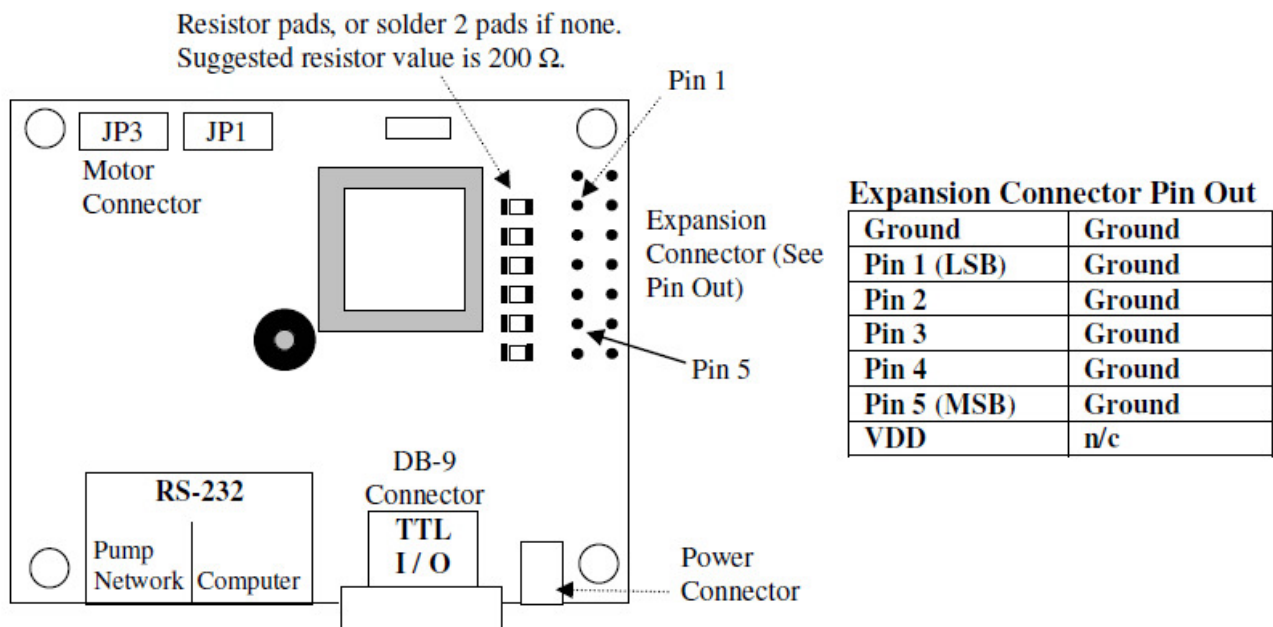 Resistor pads, or solder 2 pads if none.
Suggested resistor value is 200 Ω.
Pin 1
JP3
JP1
Motor
Connector
Expansion
Connector (See
Pin Out)
Pin 5
DB-9
Connector
TTL
I / O
RS-232
Pump
Network
Computer
Power
Connector
Expansion Connector Pin Out
Ground Ground
Pin 1 (LSB) Ground
Pin 2 Ground
Pin 3 Ground
Pin 4 Ground
Pin 5 (MSB) Ground
VDD n/c